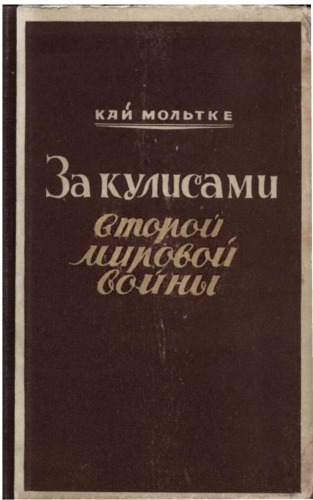 КАЙ МОЛЬТКЕ
За кулисами
второй
мировой
войны